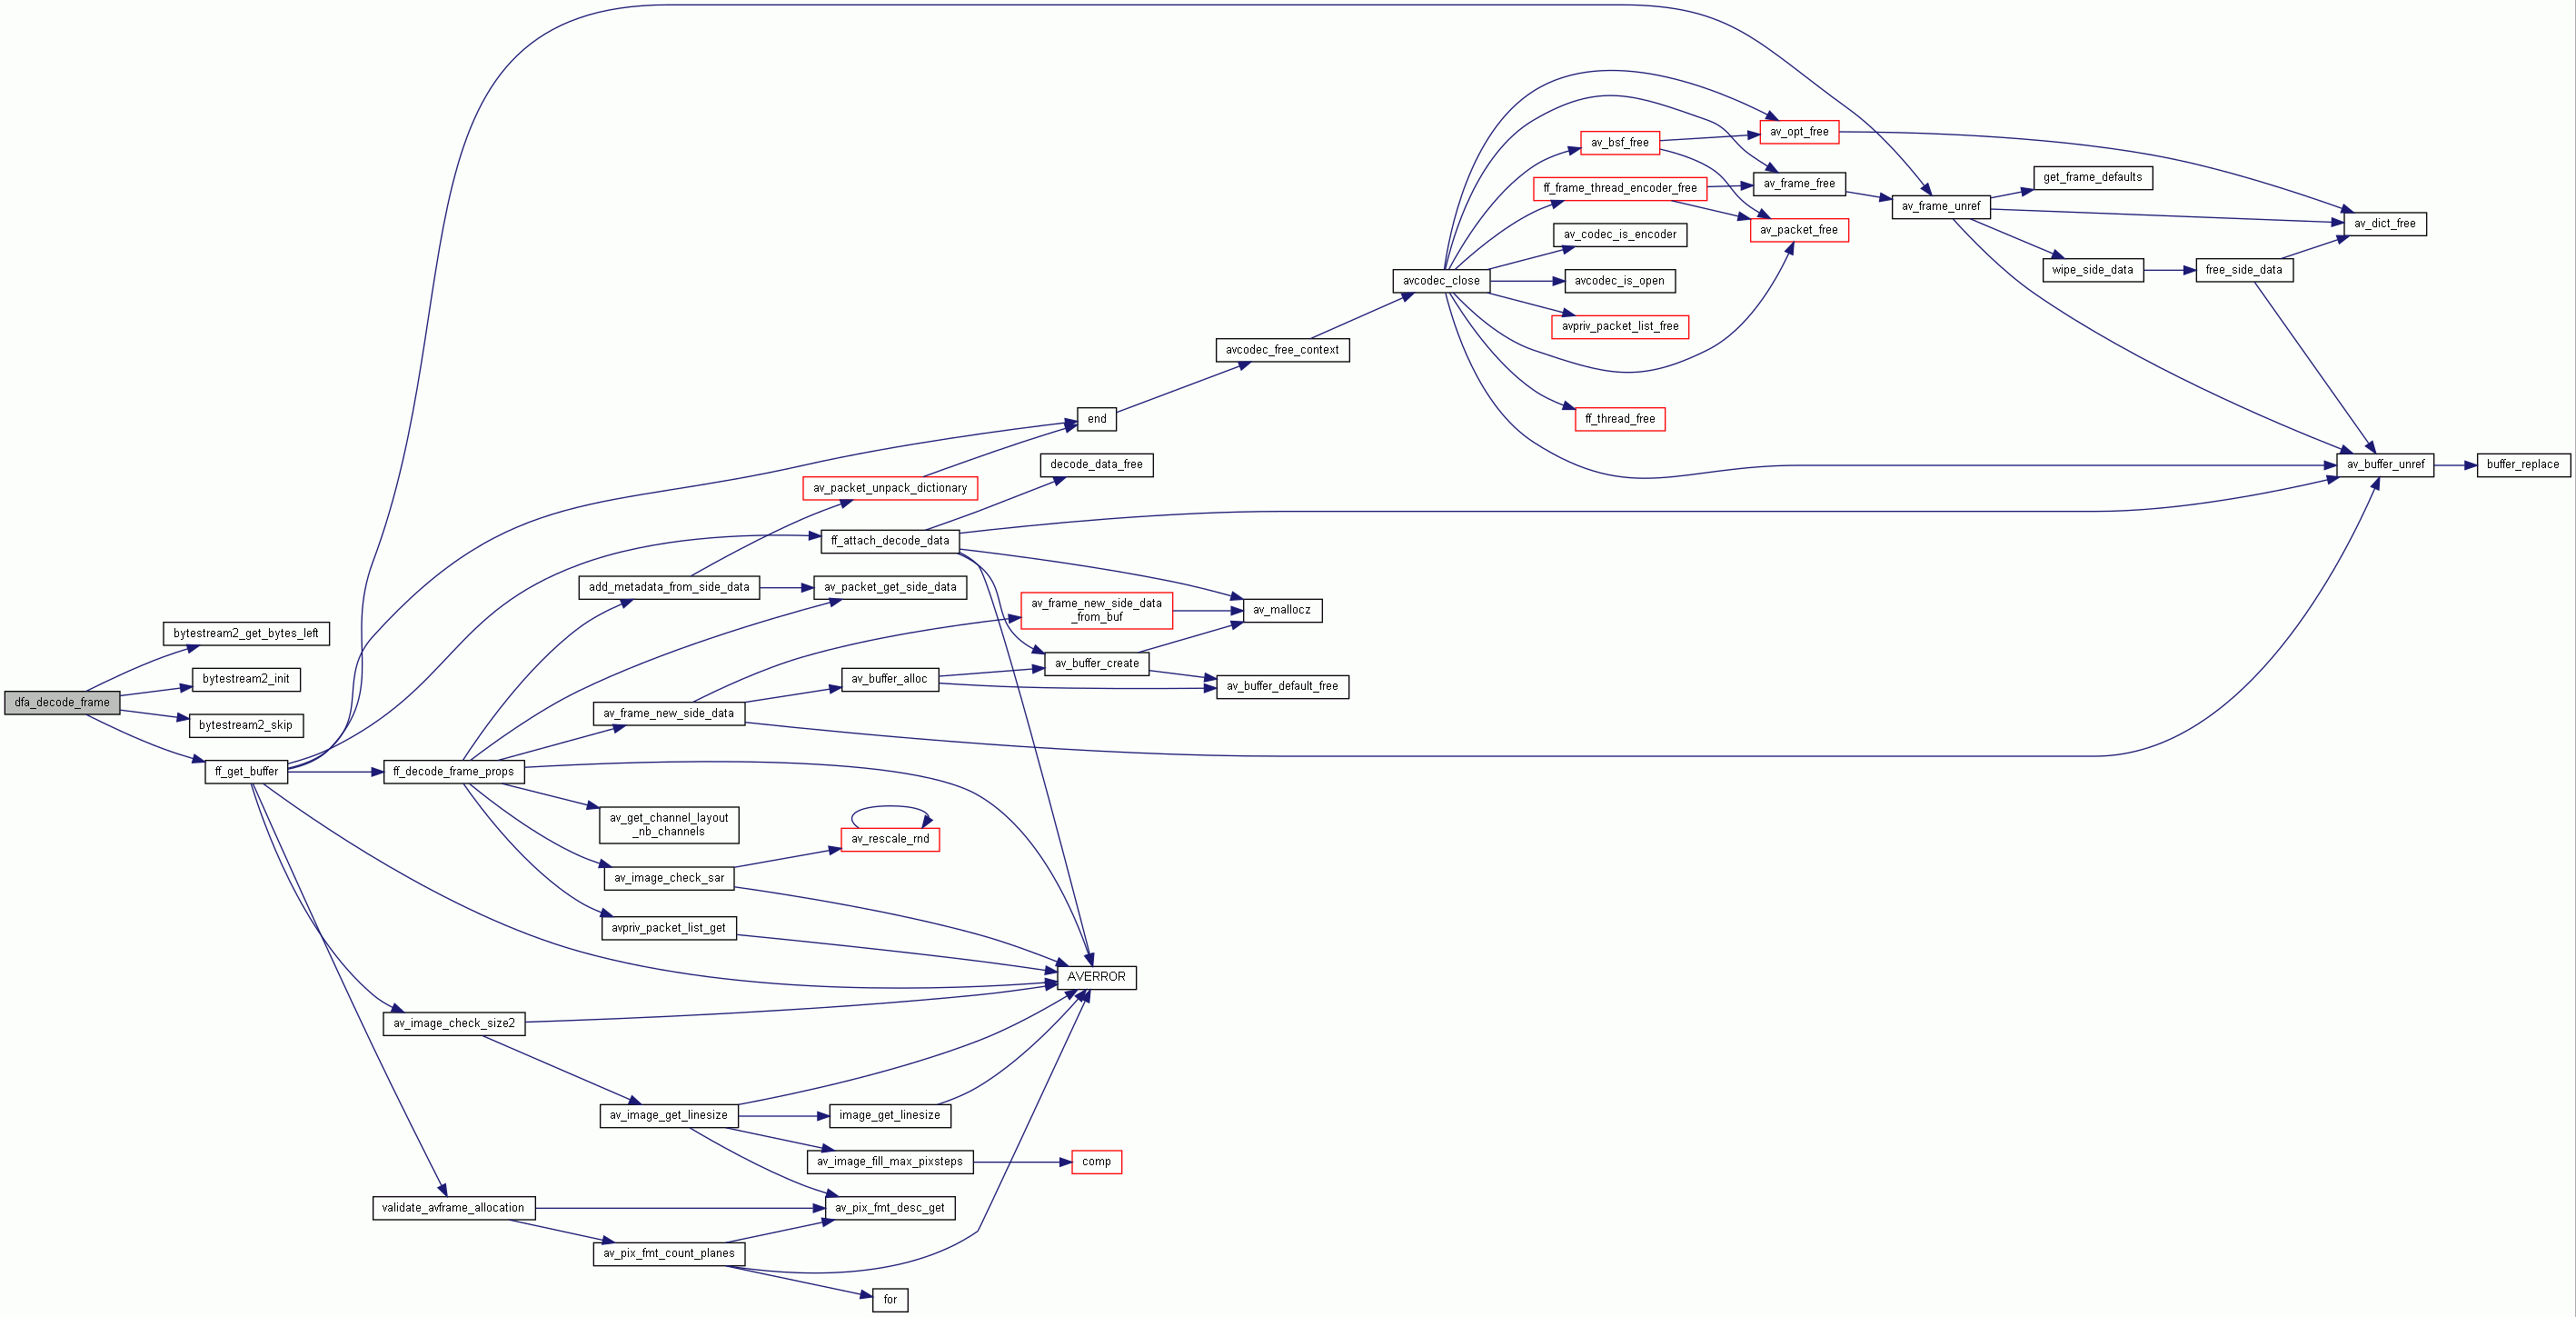 av_opt_free
av_bsf_free
get_frame_defaults
av_frame_free
ff_frame_thread_encoder_free
av_frame_unref
av_dict_free
av_packet_free
av_codec_is_encoder
wipe_side_data
free_side_data
avcodec_close
avcodec_is_open
avpriv_packet_list_free
avcodec_free_context
end
ff_thread_free
decode_data_free
av_buffer_unref
buffer_replace
av_packet_unpack_dictionary
ff_attach_decode_data
add_metadata_from_side_data
av_packet_get_side_data
av_frame_new_side_data
_from_buf
av_mallocz
bytestream2_get_bytes_left
av_buffer_create
bytestream2_init
av_buffer_alloc
av_buffer_default_free
dfa_decode_frame
av_frame_new_side_data
bytestream2_skip
ff_get_buffer
ff_decode_frame_props
av_get_channel_layout
_nb_channels
av_rescale_rnd
av_image_check_sar
avpriv_packet_list_get
AVERROR
av_image_check_size2
av_image_get_linesize
image_get_linesize
av_image_fill_max_pixsteps
comp
validate_avframe_allocation
av_pix_fmt_desc_get
av_pix_fmt_count_planes
for